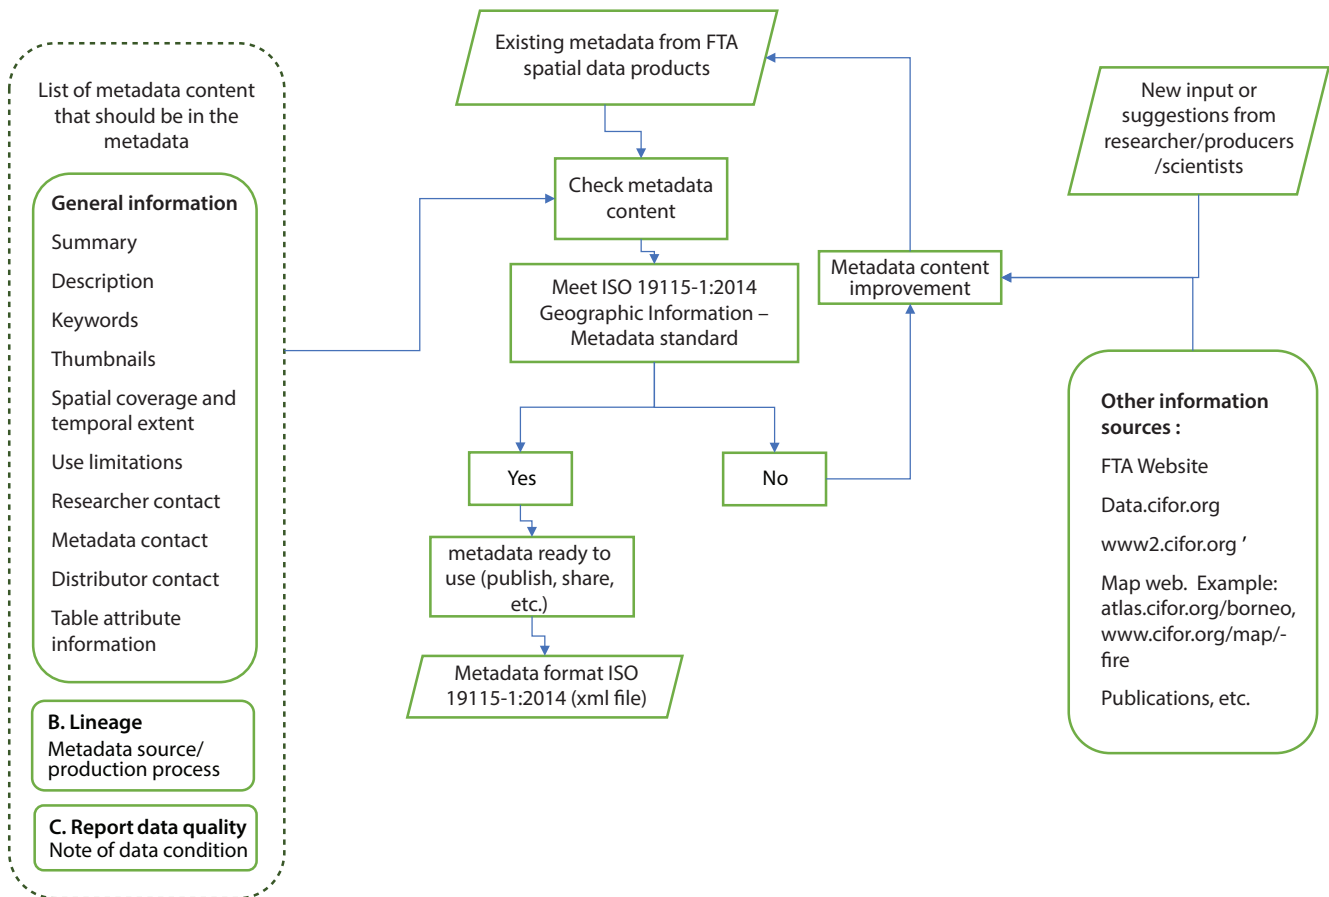 List of metadata content
that should be in the
metadata
General information
Summary
Description
Keywords
Thumbnails
Spatial coverage and
temporal extent
Use limitations
Researcher contact
Metadata contact
Distributor contact
Table attribute
information
B. Lineage
Metadata source/
production process
C. Report data quality
Note of data condition
Existing metadata from FTA
spatial data products
Check metadata
content
Meet ISO 19115-1:2014
Geographic Information –
Metadata standard
Yes
No
metadata ready to
use (publish, share,
etc.)
Metadata format ISO
19115-1:2014 (xml file)
Metadata content
improvement
New input or
suggestions from
researcher/producers
/scientists
Other information
sources :
FTA Website
Data.cifor.org
www2.cifor.org ’
Map web.  Example:
atlas.cifor.org/borneo,
www.cifor.org/map/-
fire
Publications, etc.